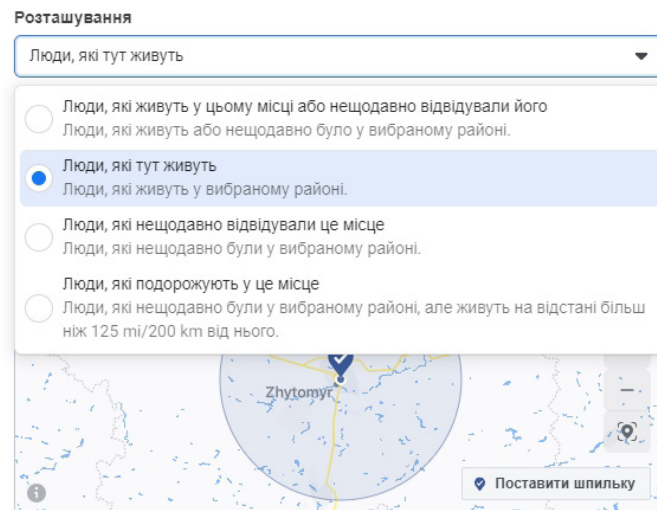 Розташування
Люди, які тут живуть
Люди, які живуть у цьому місці або нещодавно відвідували його
Люди, які живуть або нещодавно було у вибраному районі.
Люди, які тут живуть
Люди, які живуть у вибраному районі.
Люди, які нещодавно відвідували це місце
Люди, які нещодавно були у вибраному районі.
Люди, які подорожують у це місце
Люди, які нещодавно були у вибраному районі, але живуть на відстані більш
ніж 125 mi/200 km від нього.
Zhytomyr
Поставити шпильку